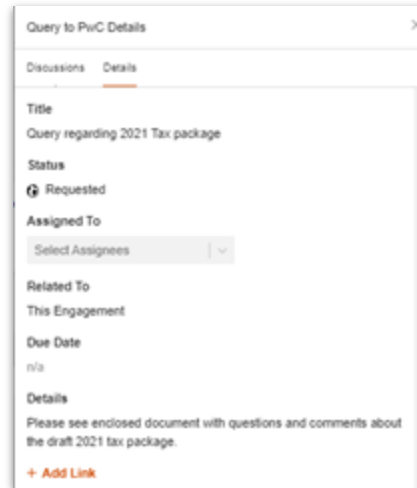 Query to PwC Details
Discussions Details
Title
Query regarding 2021 Tax package
Status
Requested
Assigned To
Select Assignees
Related To
This Engagement
Due Date
n/a
Details
Please see enclosed document with questions and comments about
the draft 2021 tax package.
+ Add Link